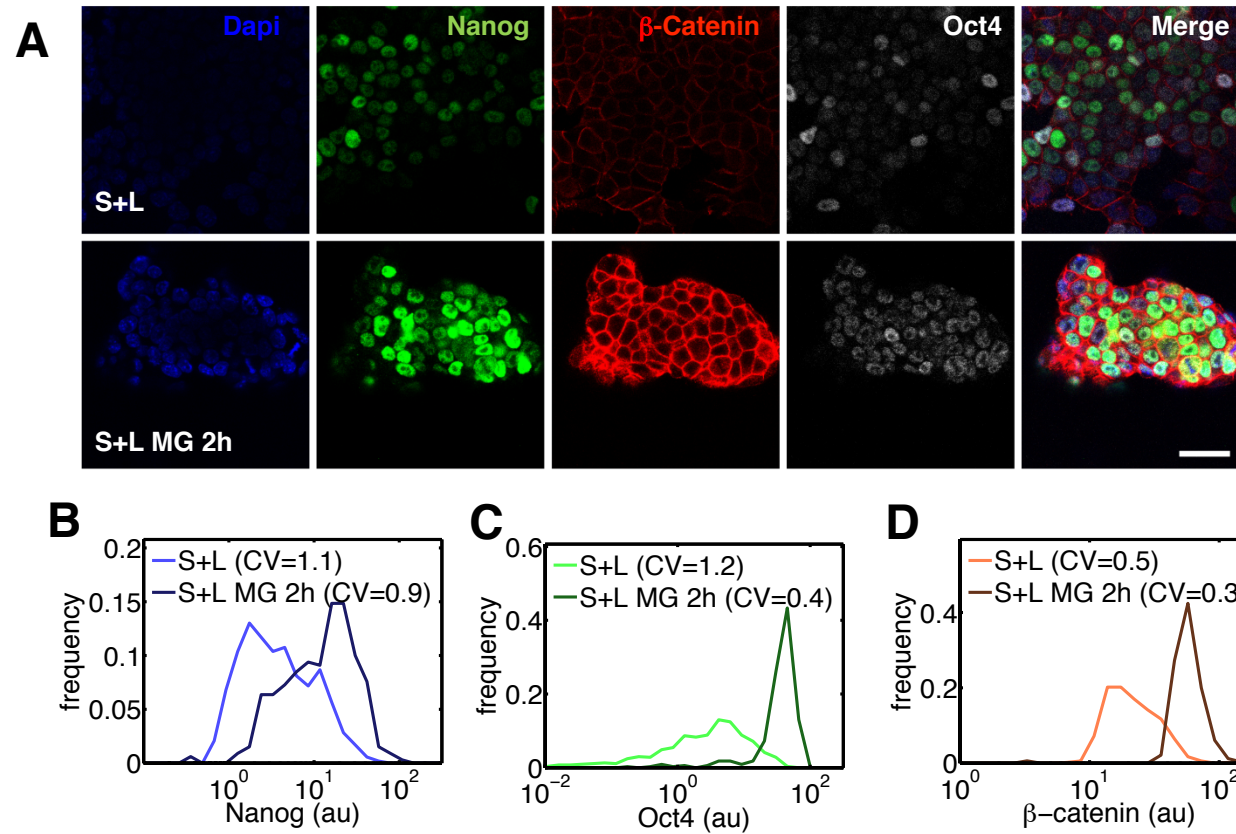 A
Dapi
Nanog
β-Catenin
Oct4
Merge
S+L
S+L MG 2h
B
0.2
0.15
0.1
0.05
0
frequency
S+L (CV=1.1)
S+L MG 2h (CV=0.9)
10^0
10^1
10^2
Nanog (au)
C
0.6
0.4
0.2
0
frequency
S+L (CV=1.2)
S+L MG 2h (CV=0.4)
10^−2
10^0
10^2
Oct4 (au)
D
0.4
0.2
0
frequency
S+L (CV=0.5)
S+L MG 2h (CV=0.3
10^0
10^1
10^2
β−catenin (au)